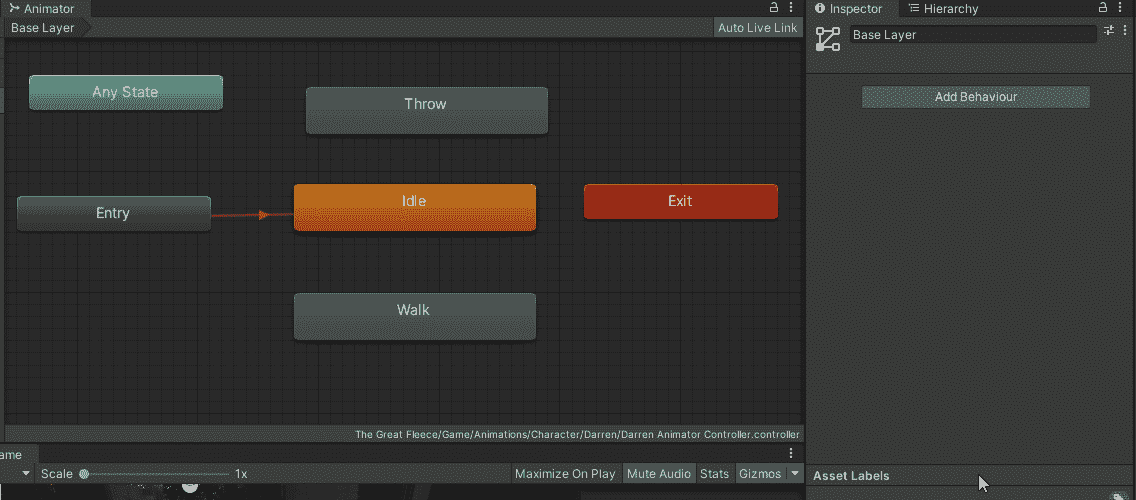 Animator
Base Layer
Auto Live Link
Any State
Throw
Entry
Idle
Exit
Walk
The Great Fleece/Game/Animations/Character/Darren/Darren Animator Controller.controller
ame
Scale 1x Maximize On Play Mute Audio Stats Gizmos
Inspector Hierarchy
Base Layer
Add Behaviour
Asset Labels